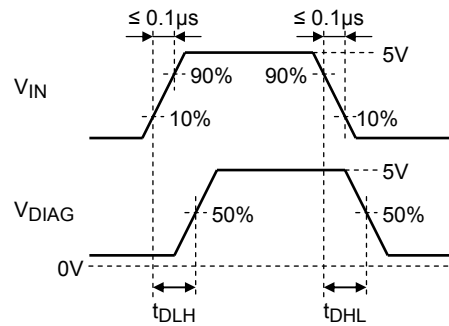 ≤ 0.1µs ≤ 0.1µs
5V
90% 90%
VIN
10% 10%
5V
VDIAG
50% 50%
0V
tDLH tDHL